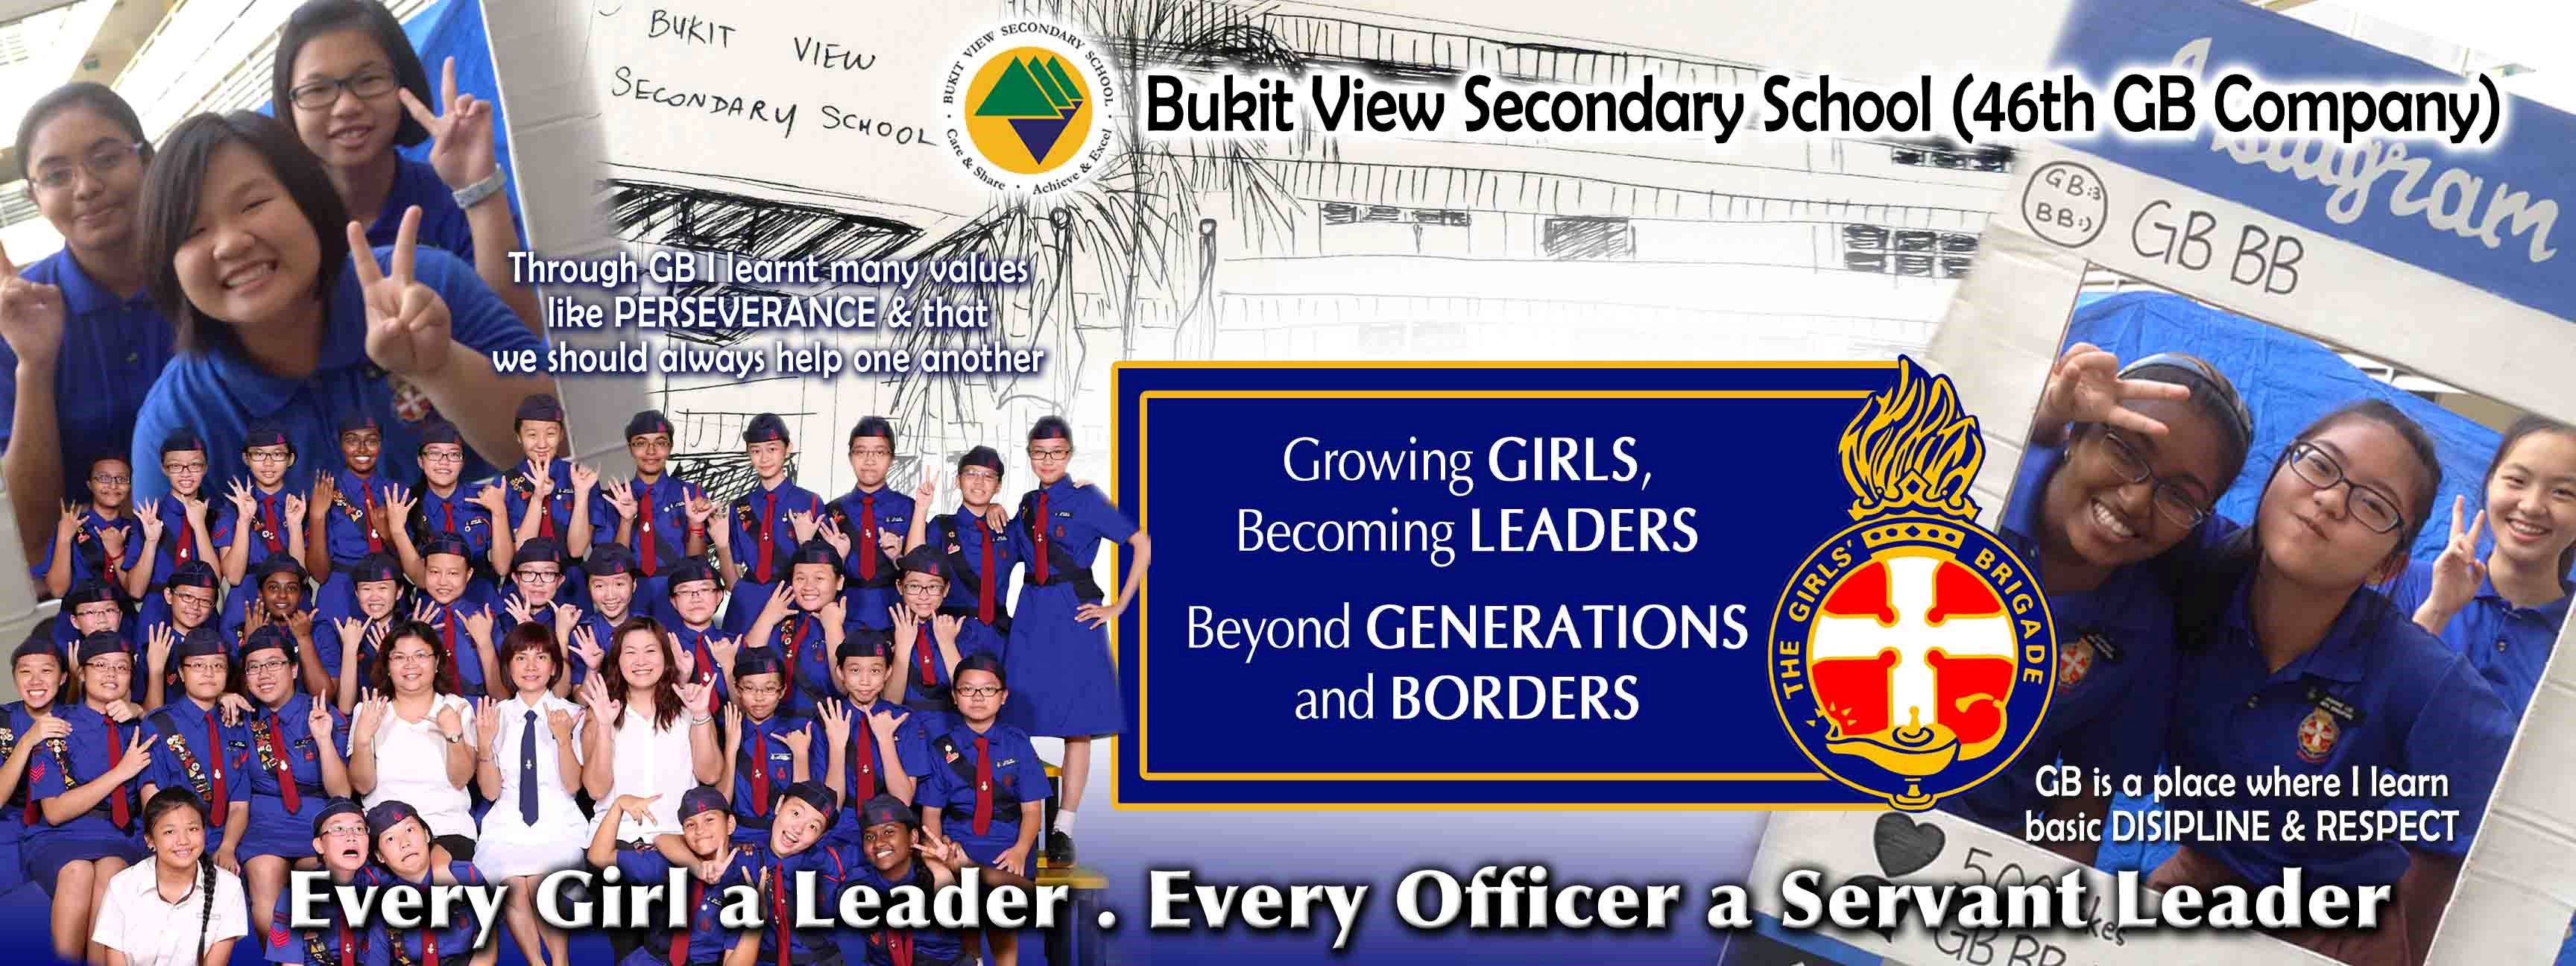 BUKIT VIEW
SECONDARY SCHOOL
BUKIT VIEW SECONDARY SCHOOL
• Care & Share • Achieve & Excel •
Bukit View Secondary School (46th GB Company)
Instagram
GB:3
BB:)
GB BB
Through GB I learnt many values
like PERSEVERANCE & that
we should always help one another
Growing GIRLS,
Becoming LEADERS
Beyond GENERATIONS
and BORDERS
THE GIRLS' BRIGADE
GB is a place where I learn
basic DISIPLINE & RESPECT
Every Girl a Leader . Every Officer a Servant Leader
GB BB